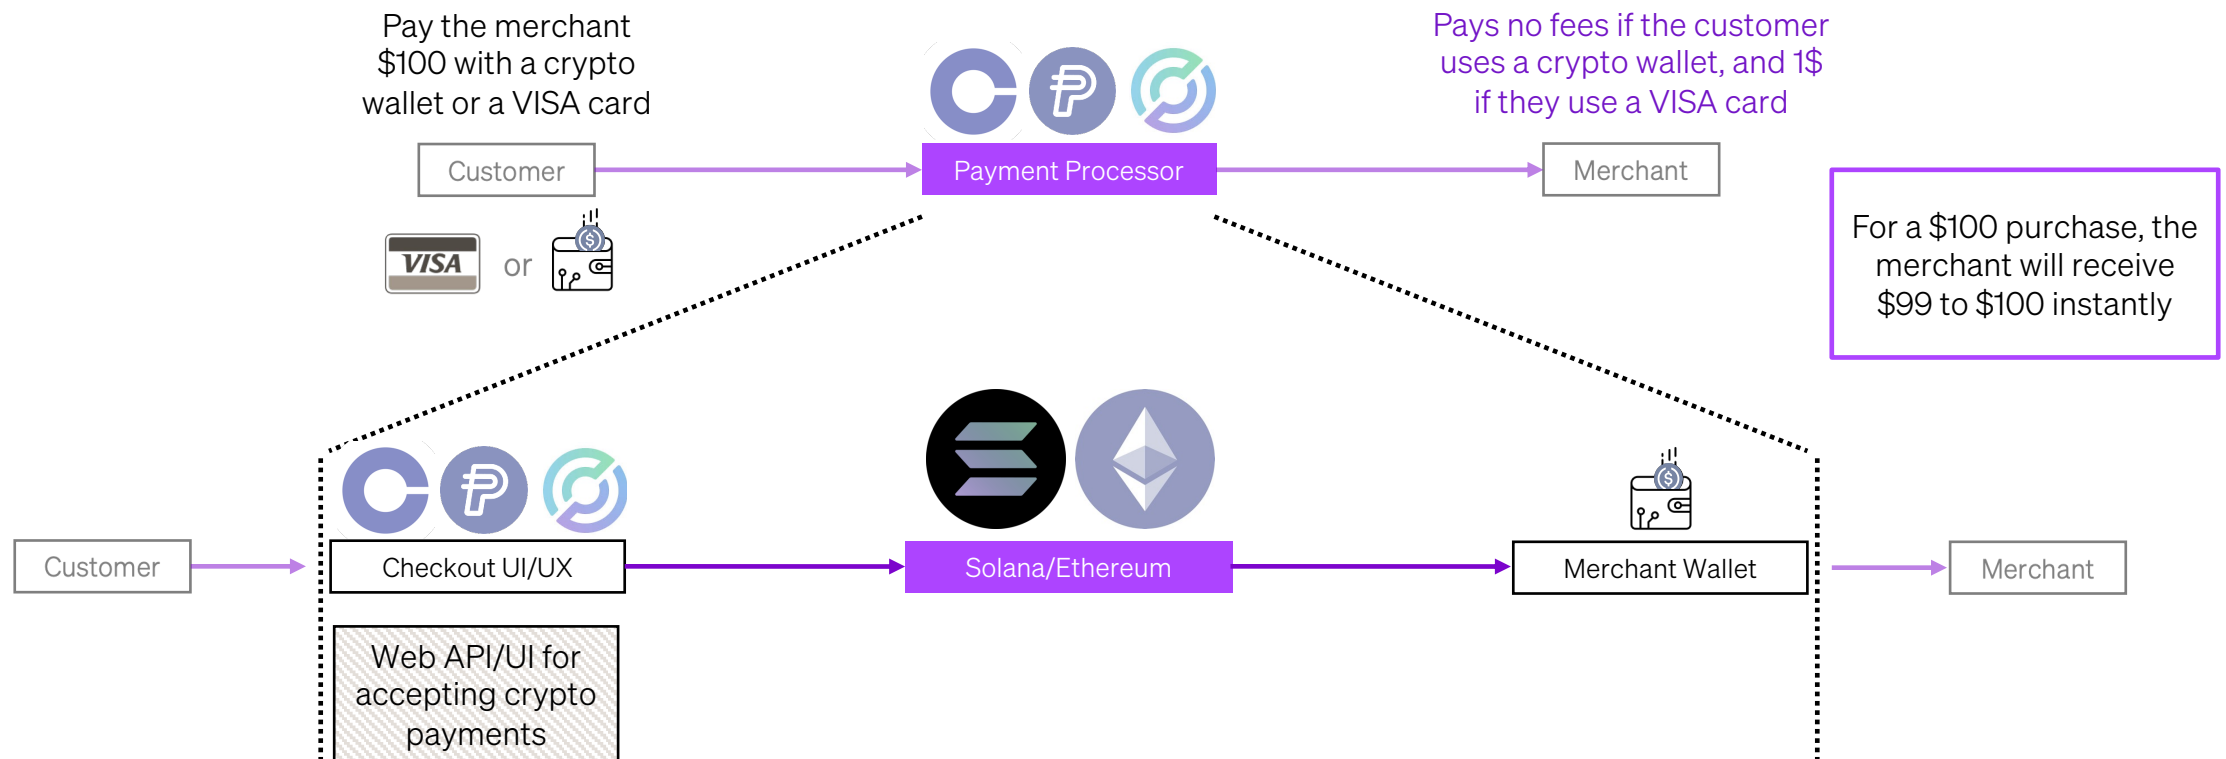 Pay the merchant
$100 with a crypto
wallet or a VISA card
Pays no fees if the customer
uses a crypto wallet, and 1$
if they use a VISA card
Customer
Payment Processor
Merchant
VISA
or
For a $100 purchase, the
merchant will receive
$99 to $100 instantly
Customer
Checkout UI/UX
Solana/Ethereum
Merchant Wallet
Merchant
Web API/UI for
accepting crypto
payments